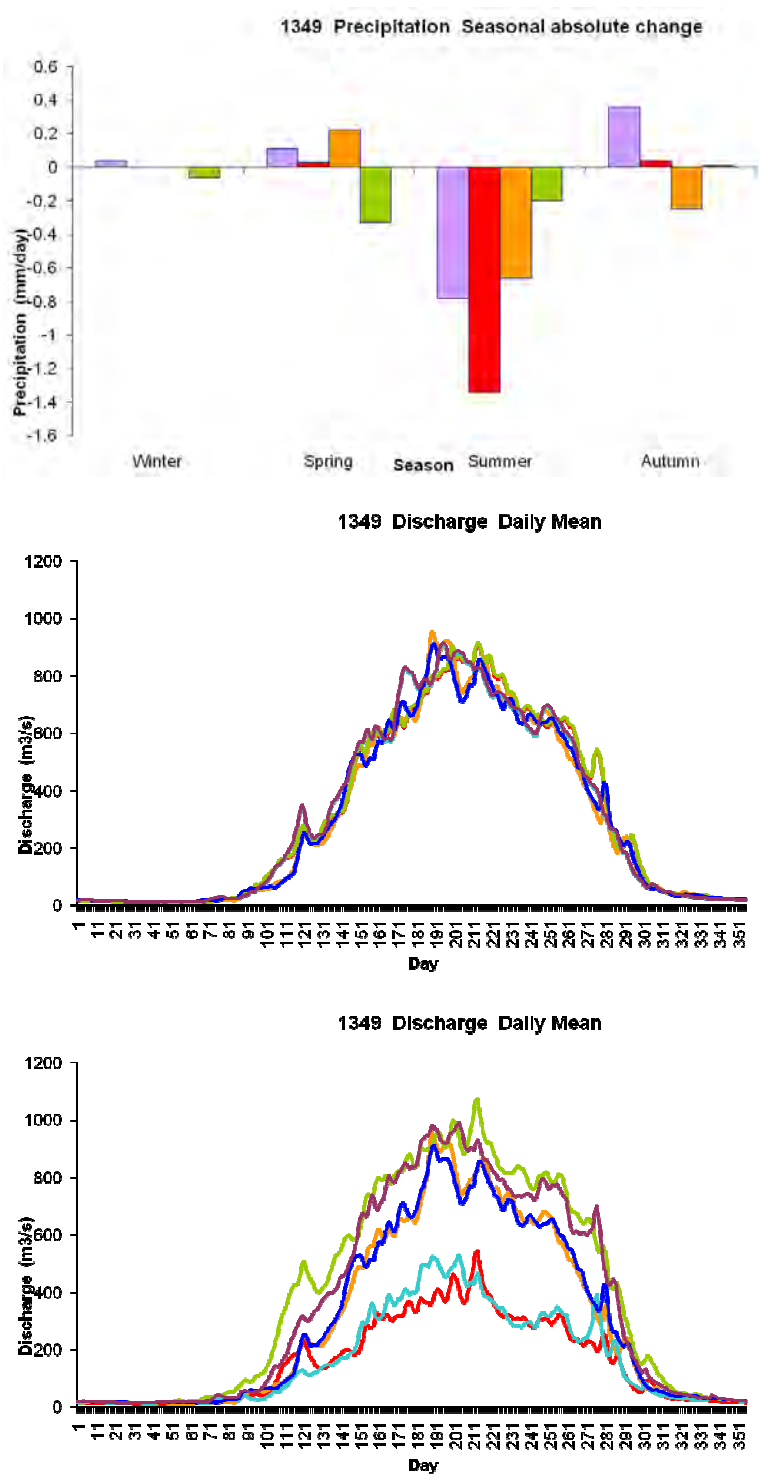 1349 Precipitation Seasonal absolute change
Precipitation (mm/day)
0.6
0.4
0.2
0
-0.2
-0.4
-0.6
-0.8
-1
-1.2
-1.4
-1.6
Winter Spring Season Summer Autumn
1349 Discharge Daily Mean
Discharge (m3/s)
1200
1000
800
600
400
200
0
1 11 21 31 41 51 61 71 81 91 101 111 121 131 141 151 161 171 181 191 201 211 221 231 241 251 261 271 281 291 301 311 321 331 341 351
Day
1349 Discharge Daily Mean
Discharge (m3/s)
1200
1000
800
600
400
200
0
1 11 21 31 41 51 61 71 81 91 101 111 121 131 141 151 161 171 181 191 201 211 221 231 241 251 261 271 281 291 301 311 321 331 341 351
Day